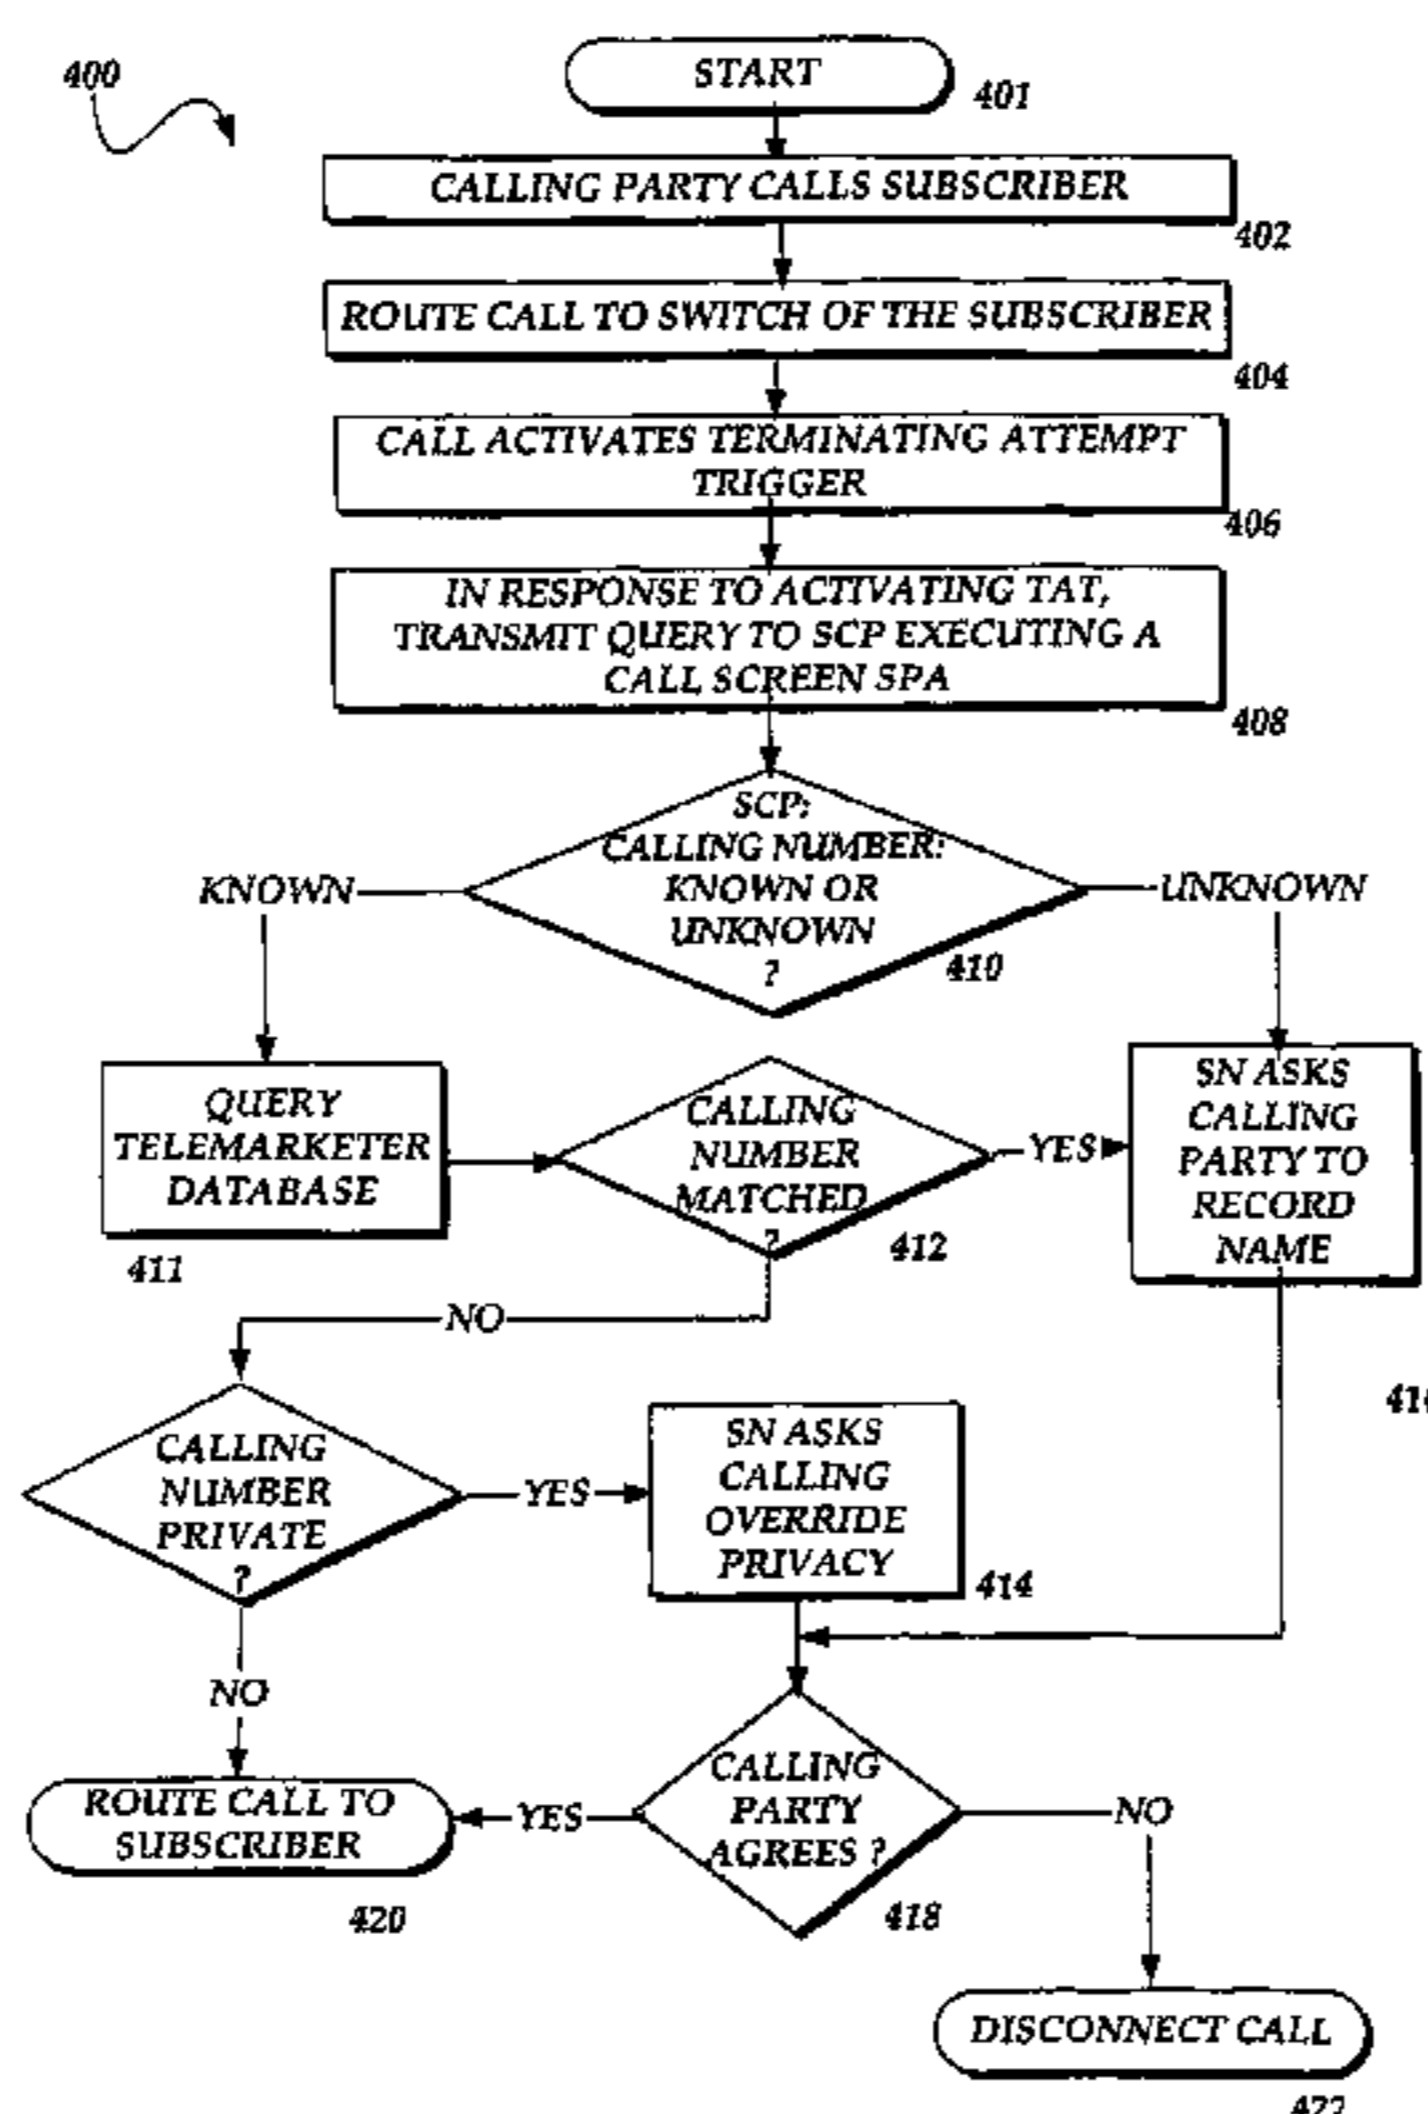 400
START
401
CALLING PARTY CALLS SUBSCRIBER
402
ROUTE CALL TO SWITCH OF THE SUBSCRIBER
404
CALL ACTIVATES TERMINATING ATTEMPT
TRIGGER
406
IN RESPONSE TO ACTIVATING TAT,
TRANSMIT QUERY TO SCP EXECUTING A
CALL SCREEN SPA
408
SCP:
CALLING NUMBER:
KNOWN OR
UNKNOWN
?
410
KNOWN
UNKNOWN
QUERY
TELEMARKETER
DATABASE
411
CALLING
NUMBER
MATCHED
?
412
YES
SN ASKS
CALLING
PARTY TO
RECORD
NAME
NO
CALLING
NUMBER
PRIVATE
?
YES
SN ASKS
CALLING
OVERRIDE
PRIVACY
414
NO
ROUTE CALL TO
SUBSCRIBER
420
YES
CALLING
PARTY
AGREES ?
418
NO
DISCONNECT CALL
422